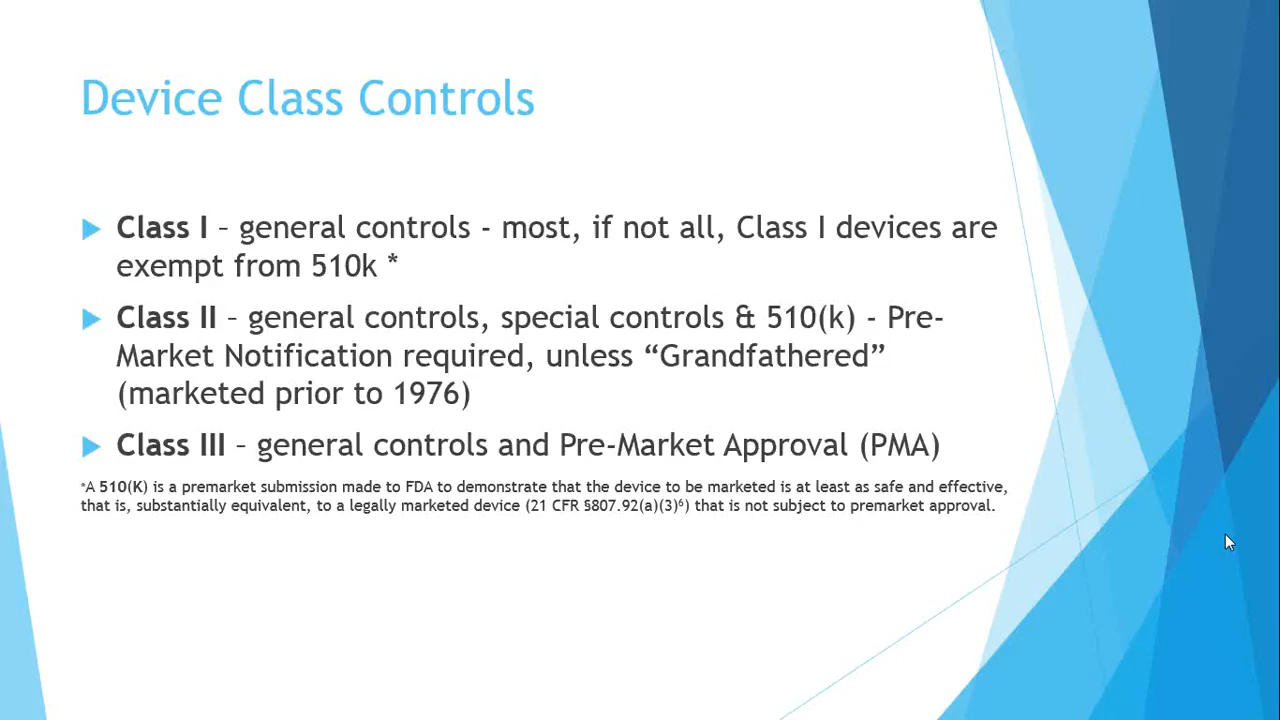 Device Class Controls
Class I – general controls - most, if not all, Class I devices are
exempt from 510k *
Class II – general controls, special controls & 510(k) - Pre-
Market Notification required, unless “Grandfathered”
(marketed prior to 1976)
Class III – general controls and Pre-Market Approval (PMA)
*A 510(K) is a premarket submission made to FDA to demonstrate that the device to be marketed is at least as safe and effective,
that is, substantially equivalent, to a legally marketed device (21 CFR §807.92(a)(3)⁶) that is not subject to premarket approval.